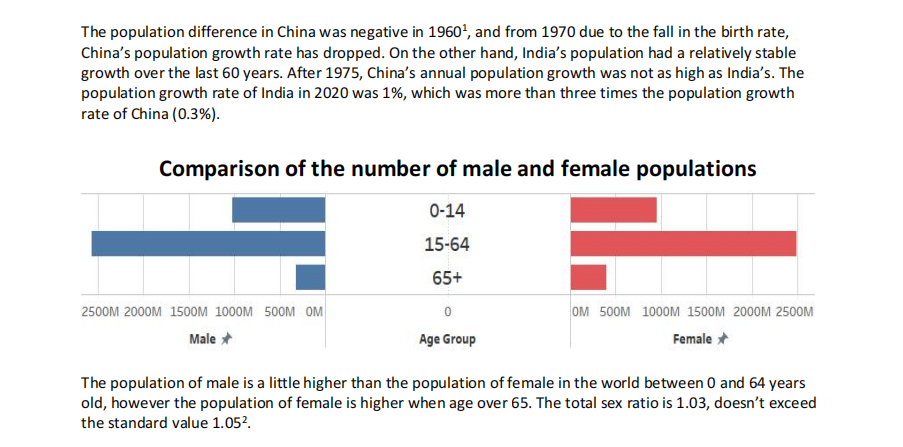 The population difference in China was negative in 1960¹, and from 1970 due to the fall in the birth rate,
China's population growth rate has dropped. On the other hand, India's population had a relatively stable
growth over the last 60 years. After 1975, China's annual population growth was not as high as India's. The
population growth rate of India in 2020 was 1%, which was more than three times the population growth
rate of China (0.3%).
Comparison of the number of male and female populations
0-14
15-64
65+
2500M 2000M 1500M 1000M 500M 0M 0 0M 500M 1000M 1500M 2000M 2500M
Male Age Group Female
The population of male is a little higher than the population of female in the world between 0 and 64 years
old, however the population of female is higher when age over 65. The total sex ratio is 1.03, doesn't exceed
the standard value 1.05².